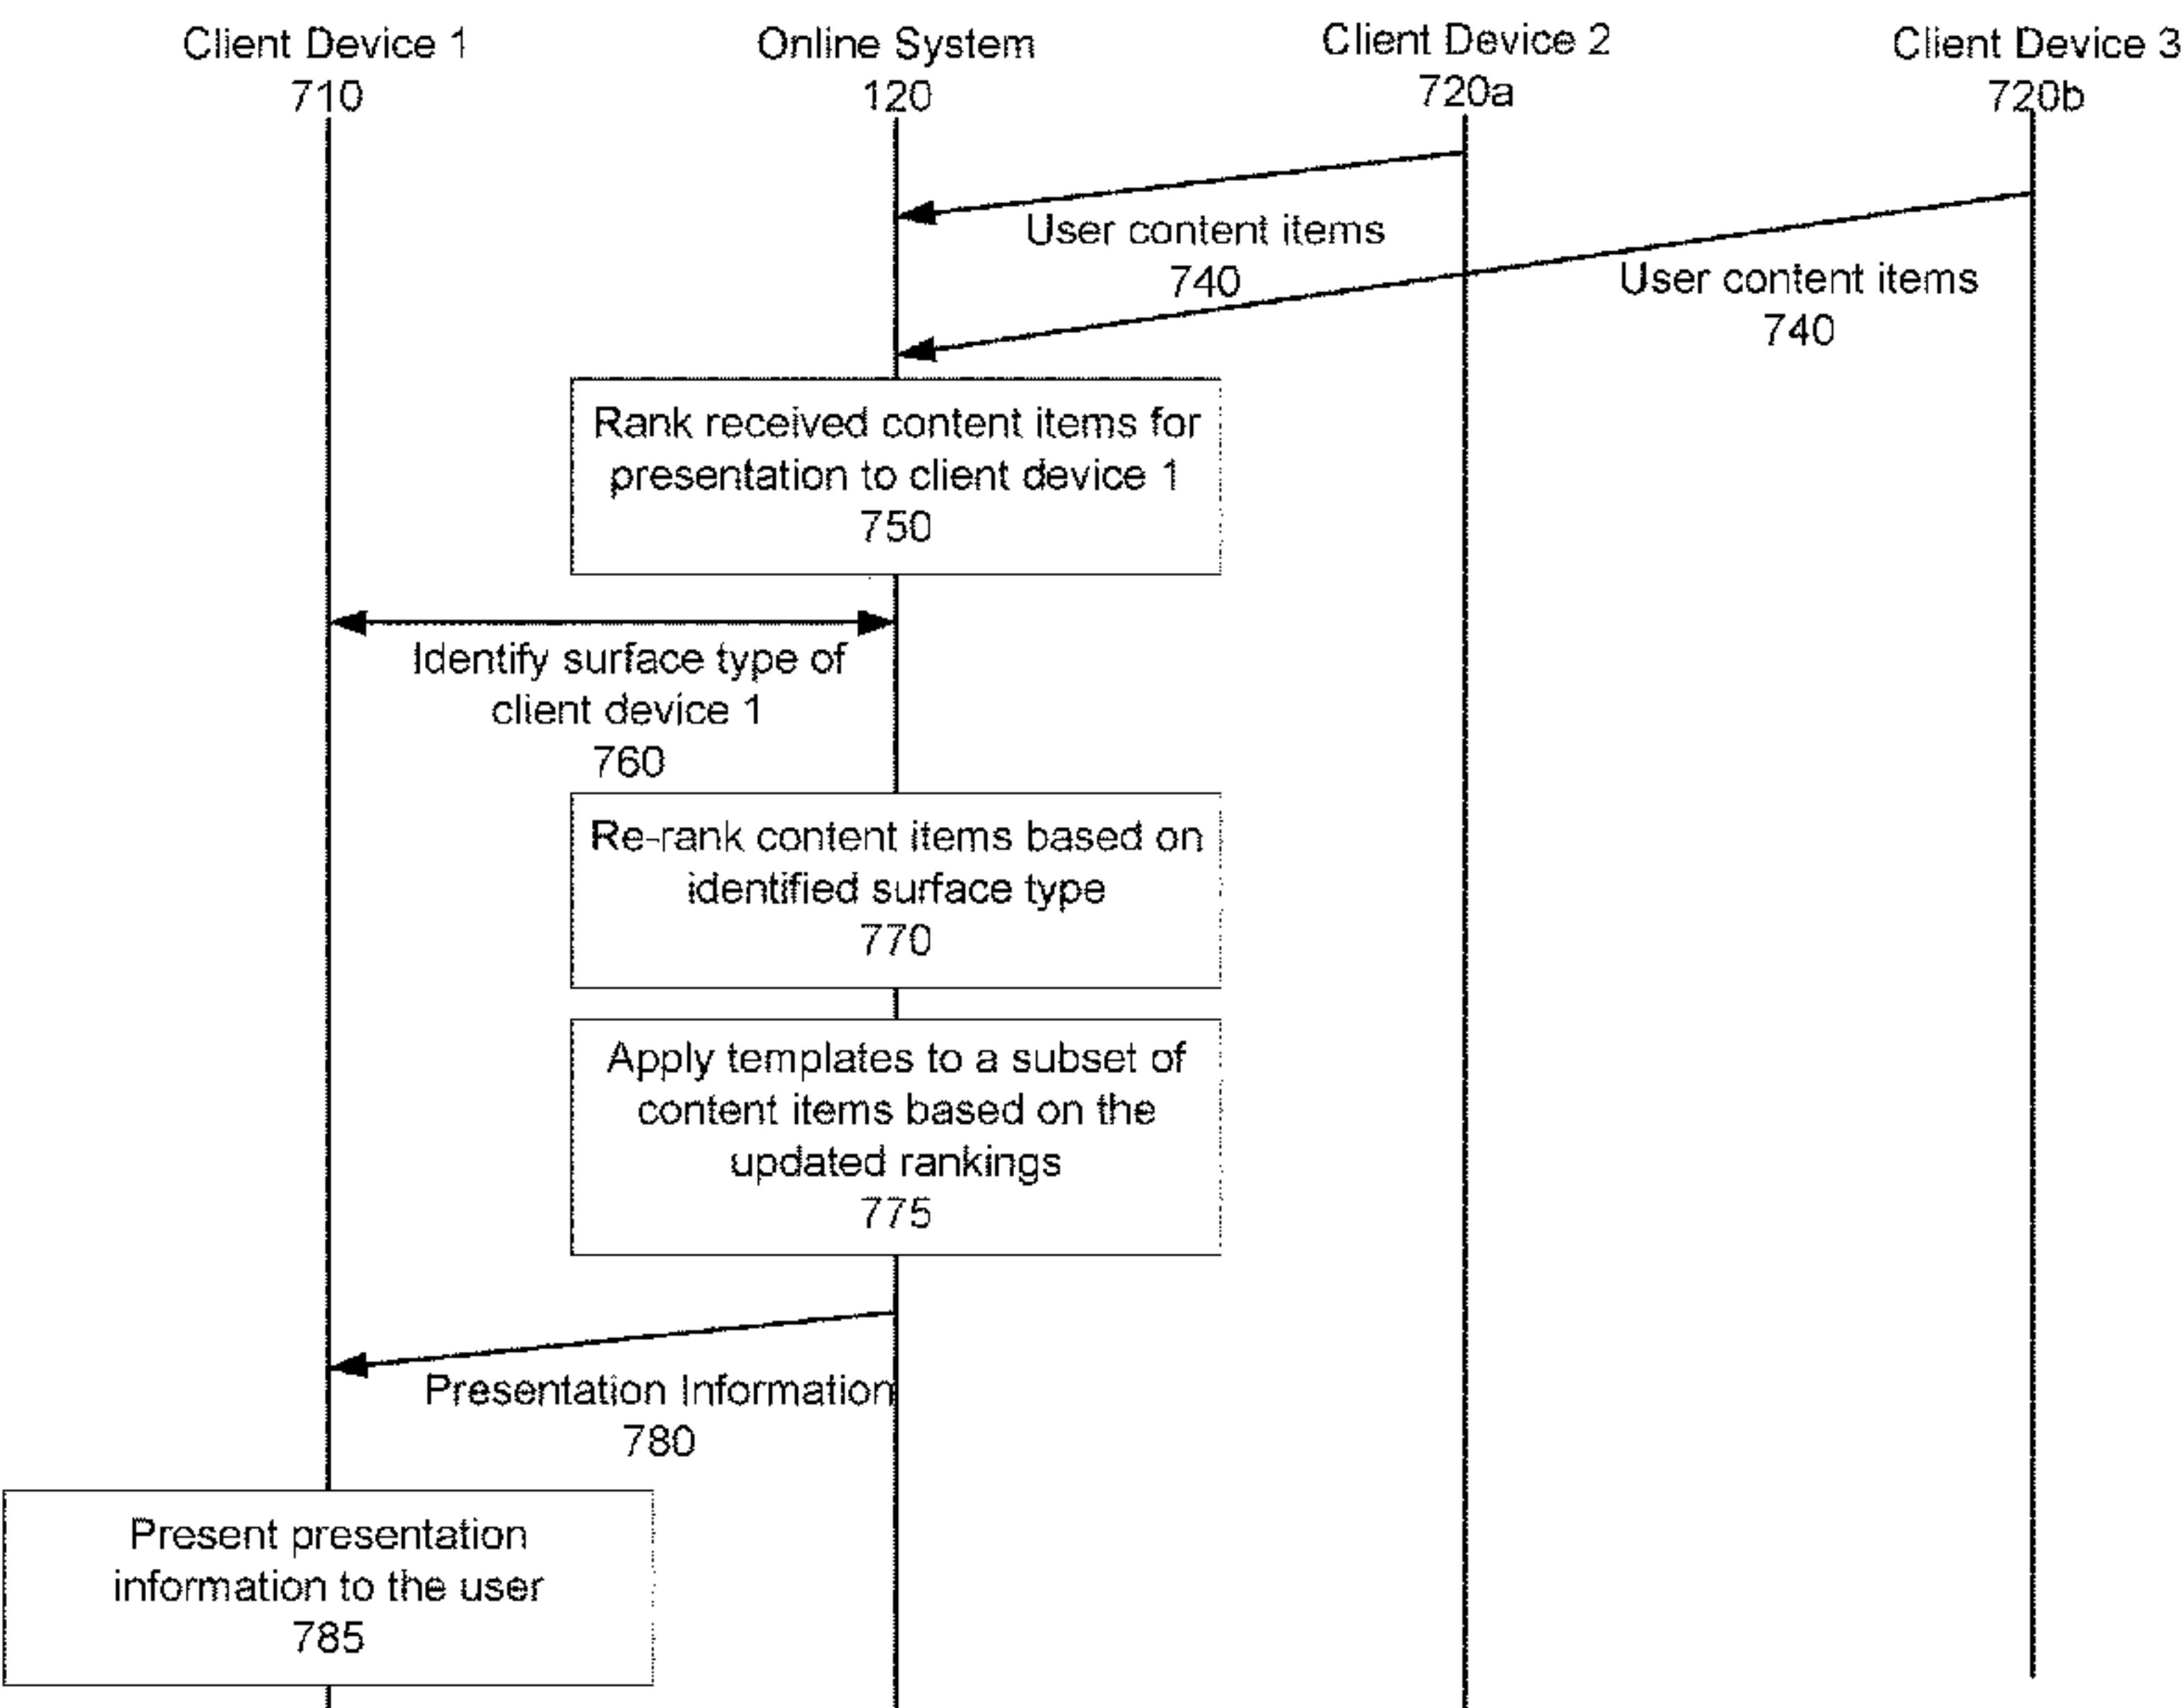 Client Device 1
710
Online System
120
Client Device 2
720a
Client Device 3
720b
User content items
740
User content items
740
Rank received content items for
presentation to client device 1
750
Identify surface type of
client device 1
760
Re-rank content items based on
identified surface type
770
Apply templates to a subset of
content items based on the
updated rankings
775
Presentation Information
780
Present presentation
information to the user
785